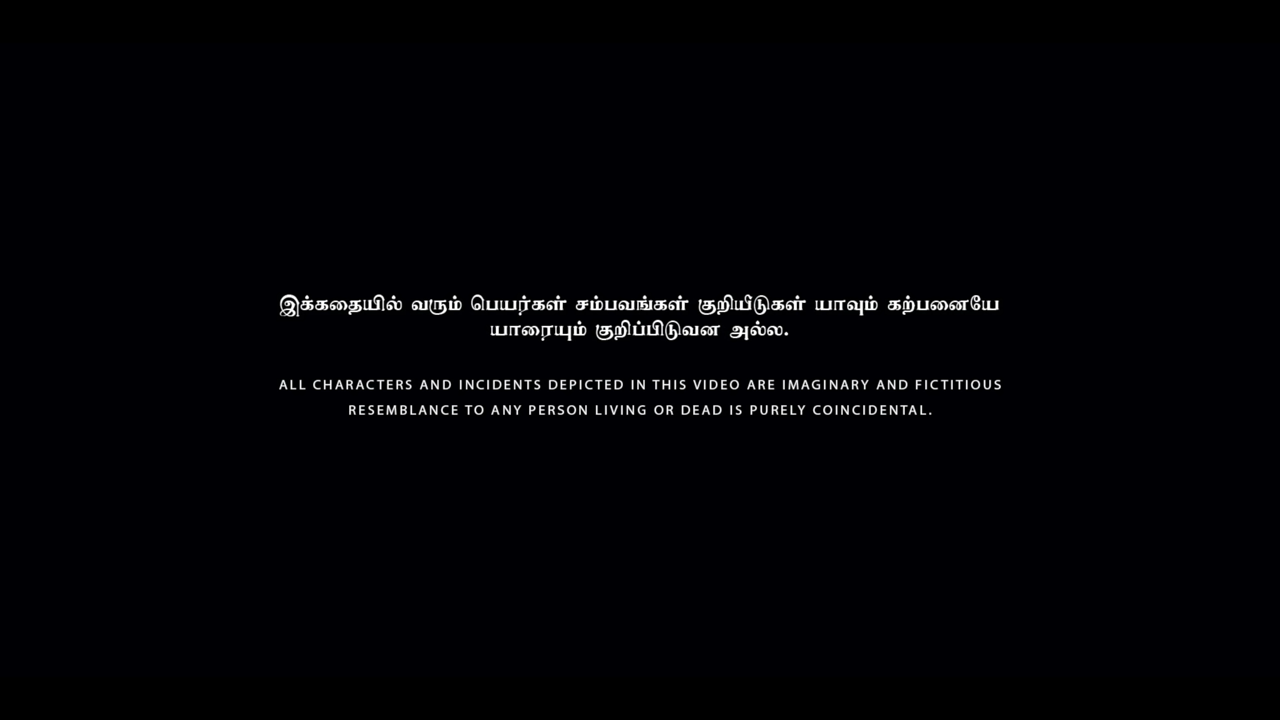 இக்கதையில் வரும் பெயர்கள் சம்பவங்கள் குறியீடுகள் யாவும் கற்பனையே
யாரையும் குறிப்பிடுவன அல்ல.
ALL CHARACTERS AND INCIDENTS DEPICTED IN THIS VIDEO ARE IMAGINARY AND FICTITIOUS
RESEMBLANCE TO ANY PERSON LIVING OR DEAD IS PURELY COINCIDENTAL.